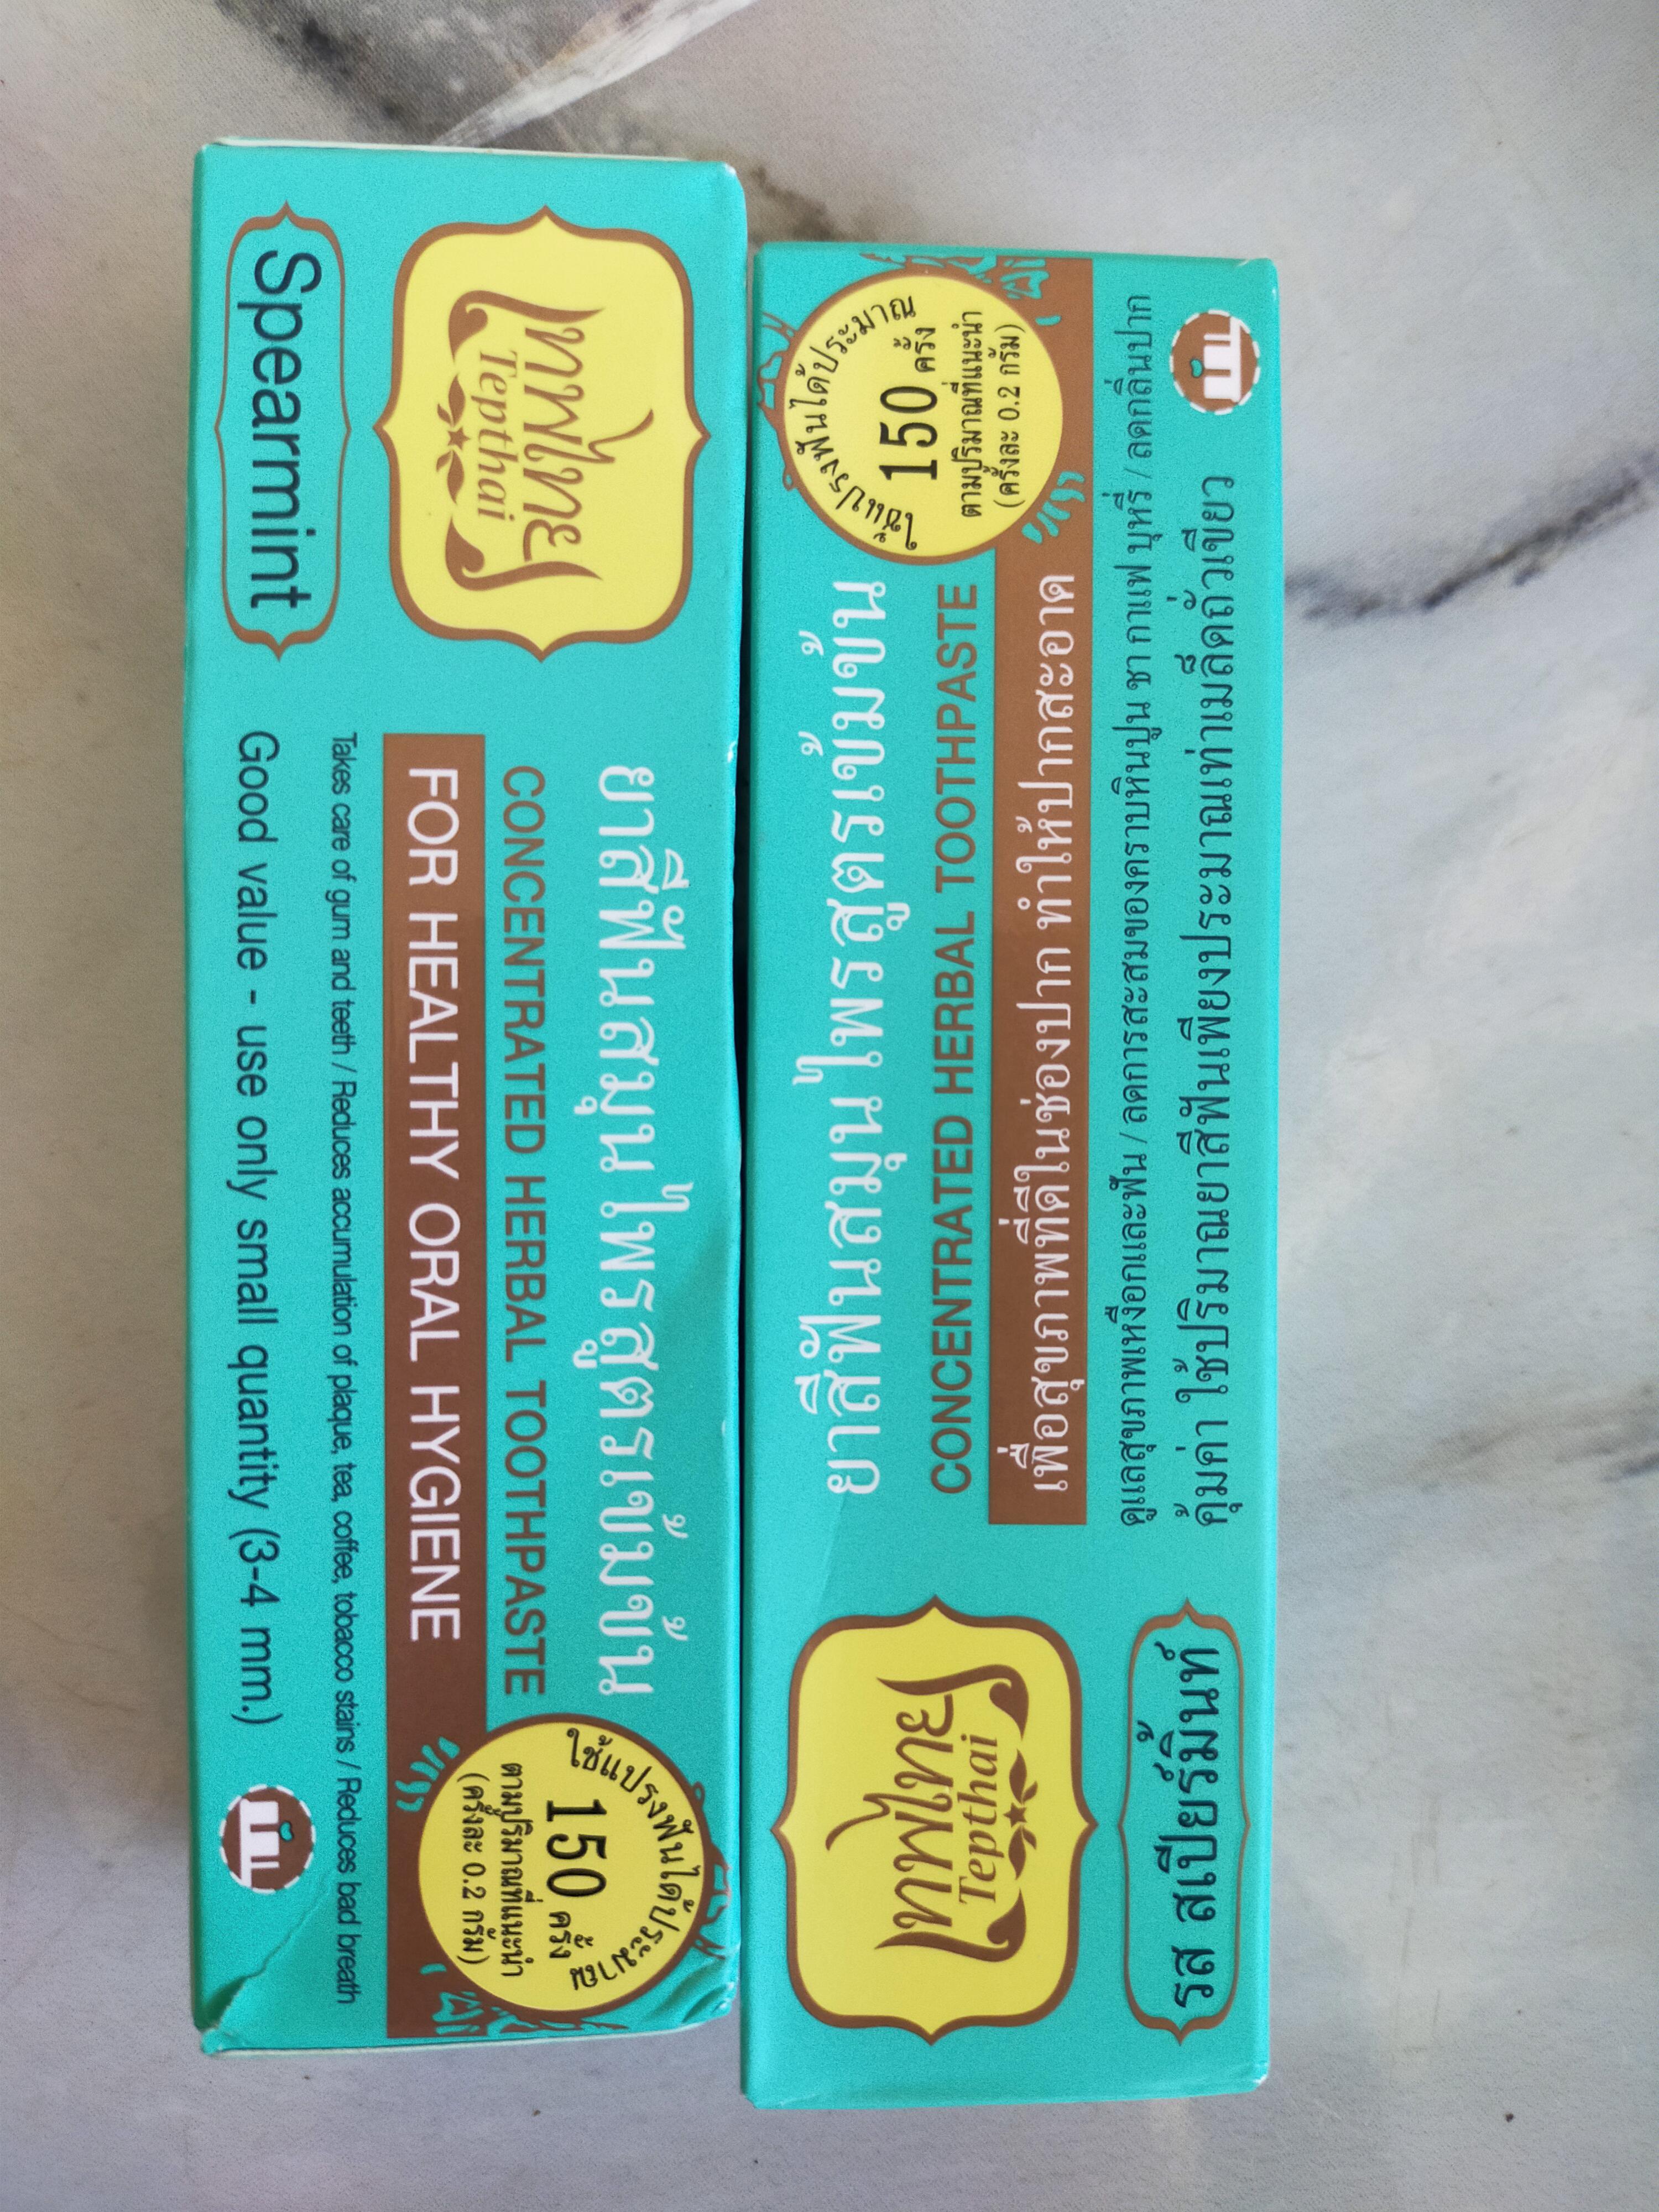 เทพไทย
Tepthai
Spearmint
ยาสีฟันสมุนไพรสูตรเข้มข้น
CONCENTRATED HERBAL TOOTHPASTE
FOR HEALTHY ORAL HYGIENE
Takes care of gum and teeth / Reduces accumulation of plaque, tea, coffee, tobacco stains / Reduces bad breath
Good value - use only small quantity (3-4 mm.)
ใช้แปรงฟันได้ประมาณ
150 ครั้ง
ตามปริมาณที่แนะนำ
(ครั้งละ 0.2 กรัม)
เทพไทย
Tepthai
รส สเปียร์มิ้นท์
ยาสีฟันสมุนไพรสูตรเข้มข้น
CONCENTRATED HERBAL TOOTHPASTE
เพื่อสุขภาพที่ดีในช่องปาก ทำให้ปากสะอาด
ดูแลสุขภาพเหงือกและฟัน / ลดการสะสมของคราบหินปูน ชา กาแฟ บุหรี่ / ลดกลิ่นปาก
คุ้มค่า ใช้ปริมาณยาสีฟันเพียงประมาณเท่าเมล็ดถั่วเขียว
ใช้แปรงฟันได้ประมาณ
150 ครั้ง
ตามปริมาณที่แนะนำ
(ครั้งละ 0.2 กรัม)